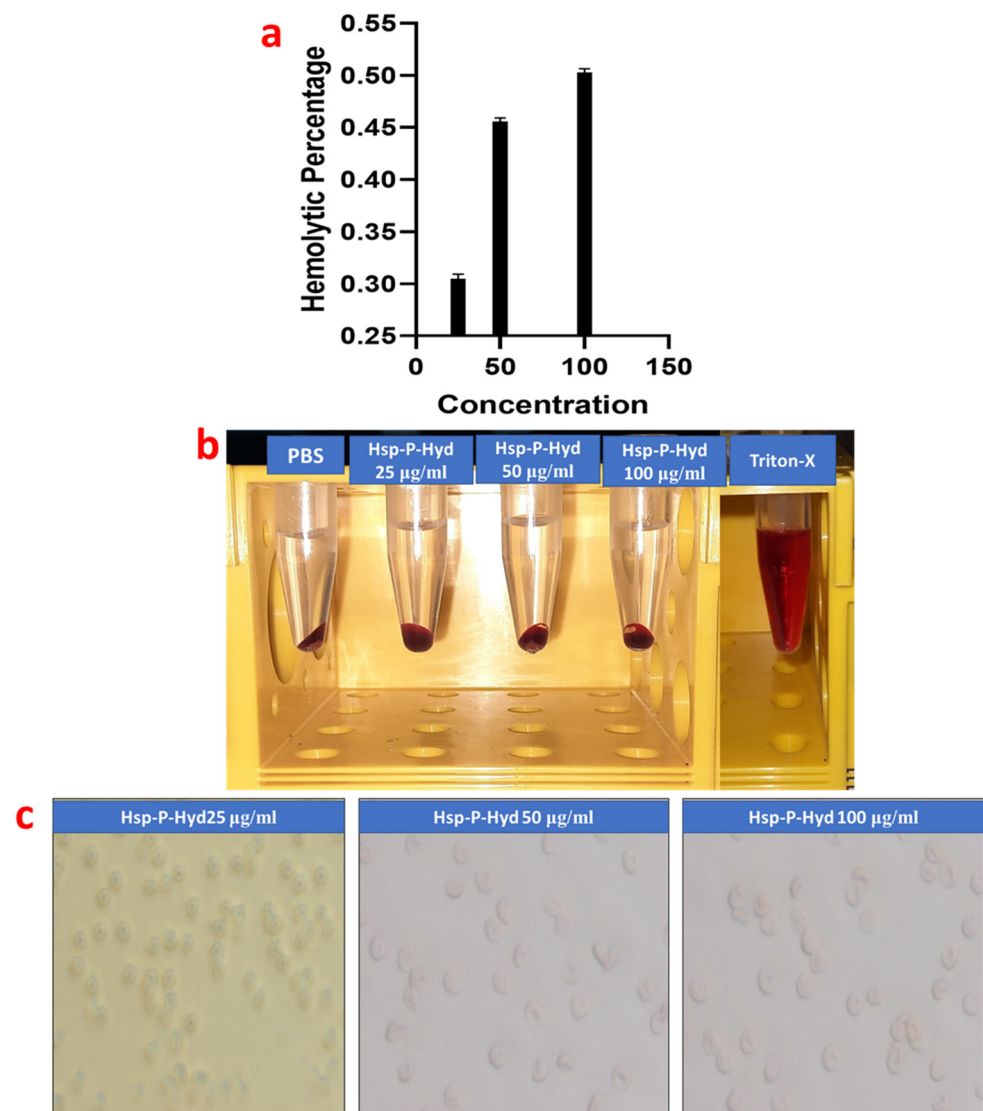 a
0.55
0.50
0.45
0.40
0.35
0.30
0.25
Hemolytic Percentage
0 50 100 150
Concentration
b
PBS
Hsp-P-Hyd
25 µg/ml
Hsp-P-Hyd
50 µg/ml
Hsp-P-Hyd
100 µg/ml
Triton-X
c
Hsp-P-Hyd25 µg/ml
Hsp-P-Hyd 50 µg/ml
Hsp-P-Hyd 100 µg/ml